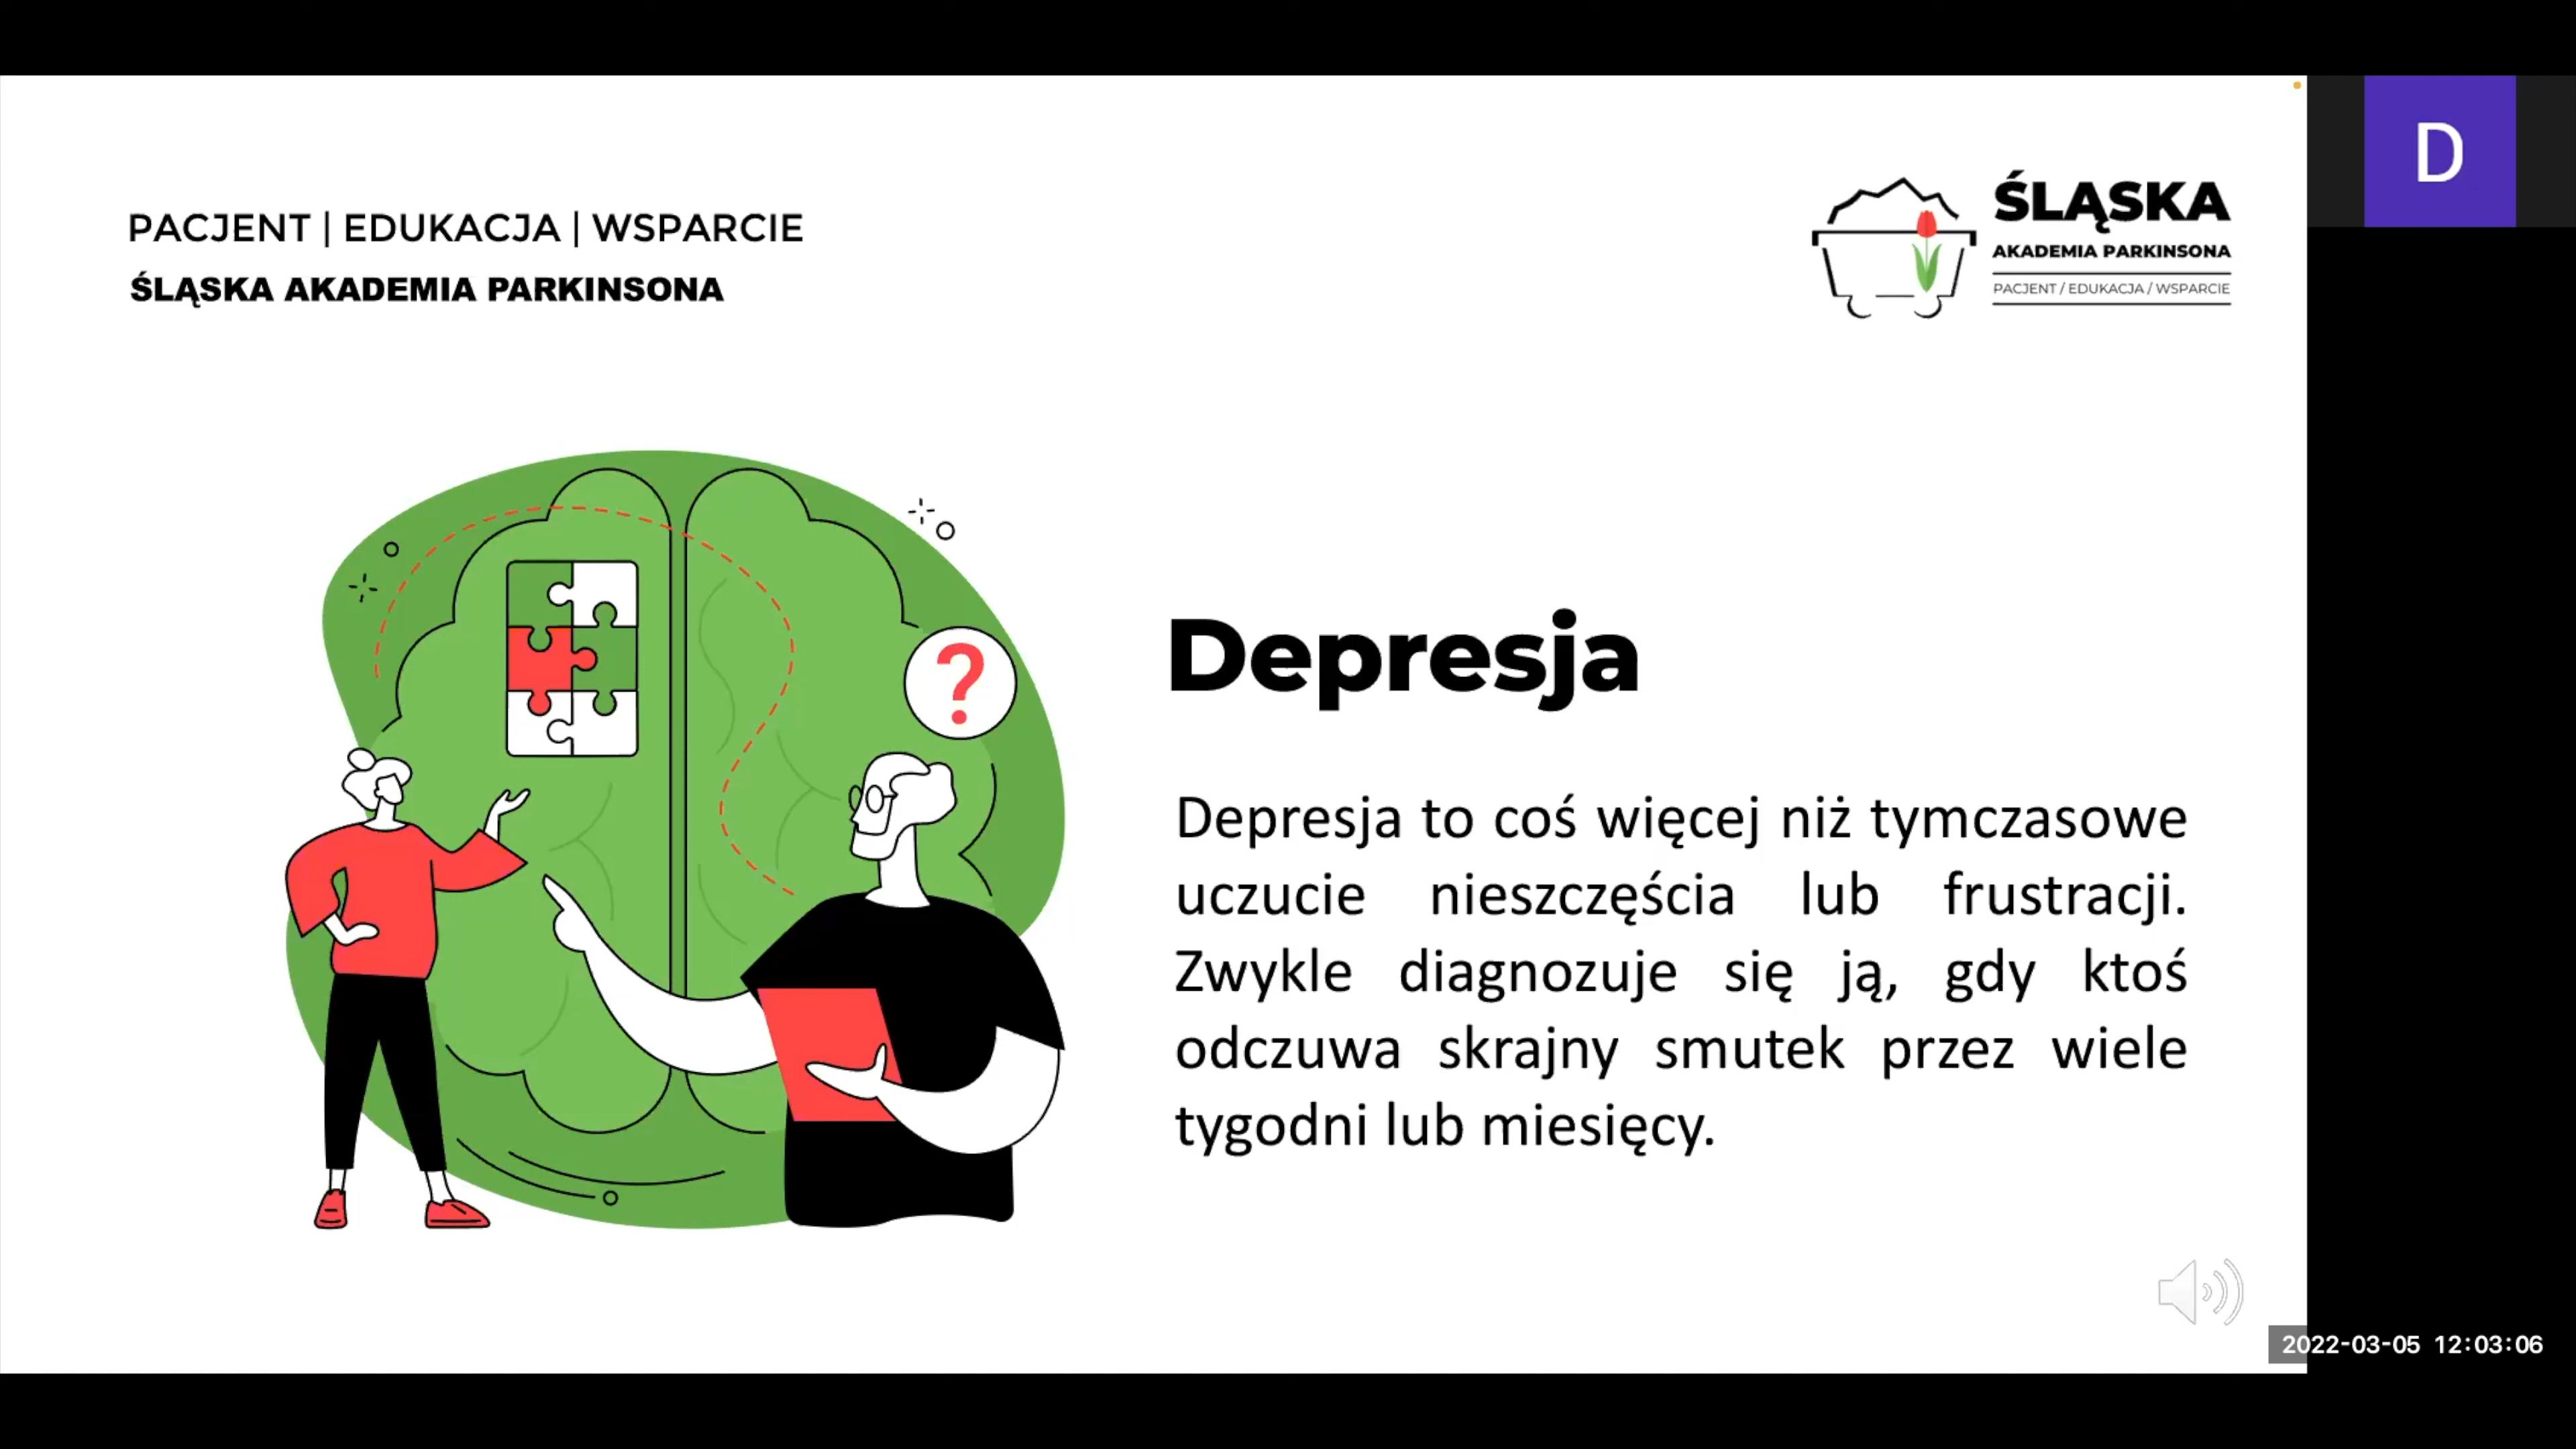 PACJENT | EDUKACJA | WSPARCIE
ŚLĄSKA AKADEMIA PARKINSONA
ŚLĄSKA
AKADEMIA PARKINSONA
PACJENT / EDUKACJA / WSPARCIE
D
?
Depresja
Depresja to coś więcej niż tymczasowe
uczucie nieszczęścia lub frustracji.
Zwykle diagnozuje się ją, gdy ktoś
odczuwa skrajny smutek przez wiele
tygodni lub miesięcy.
2022-03-05 12:03:06